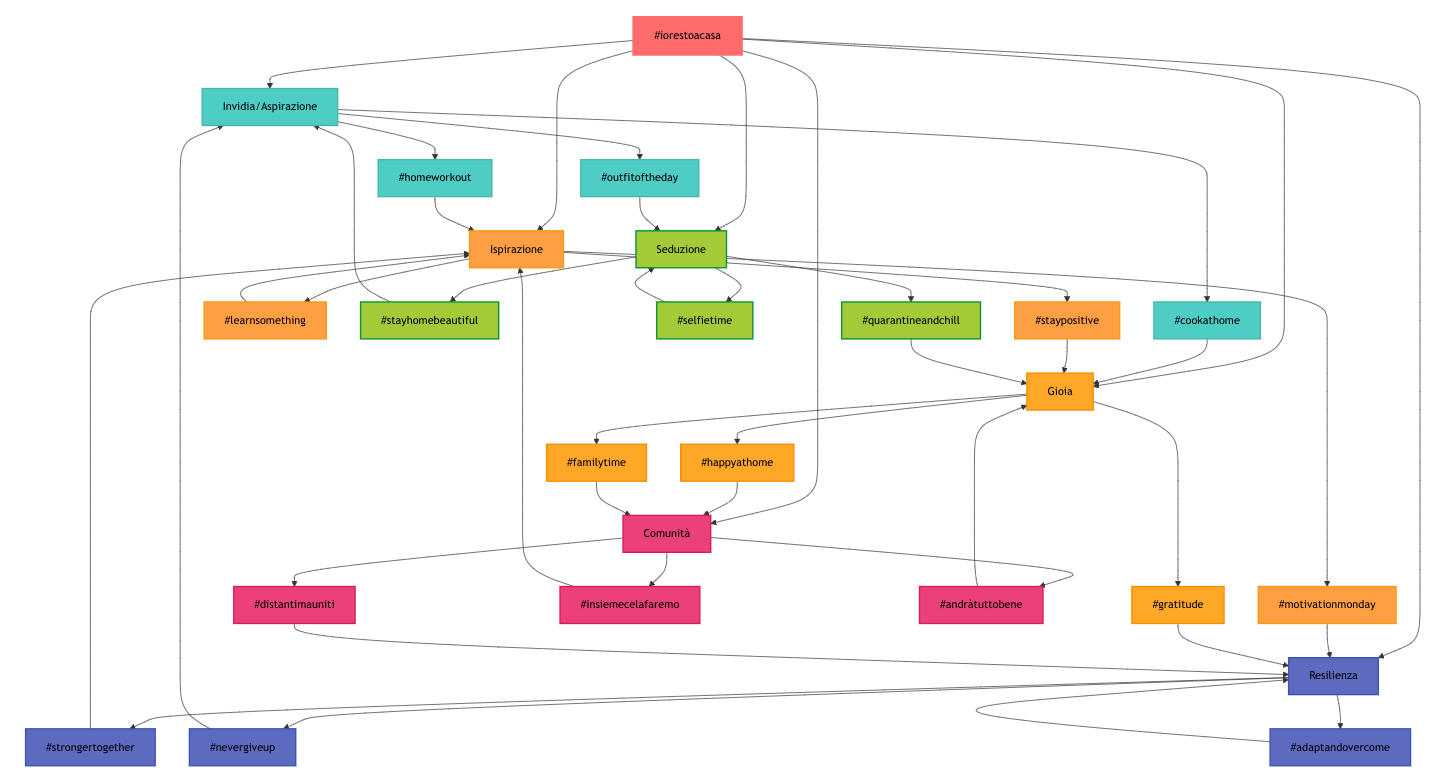 #iorestoacasa
Invidia/Aspirazione
#homeworkout
#outfitoftheday
Ispirazione
Seduzione
#learnsomething
#stayhomebeautiful
#selfietime
#quarantineandchill
#staypositive
#cookathome
Gioia
#familytime
#happyathome
Comunità
#distantimauniti
#insiemecelafaremo
#andràtuttobene
#gratitude
#motivationmonday
Resilienza
#strongertogether
#nevergiveup
#adaptandovercome